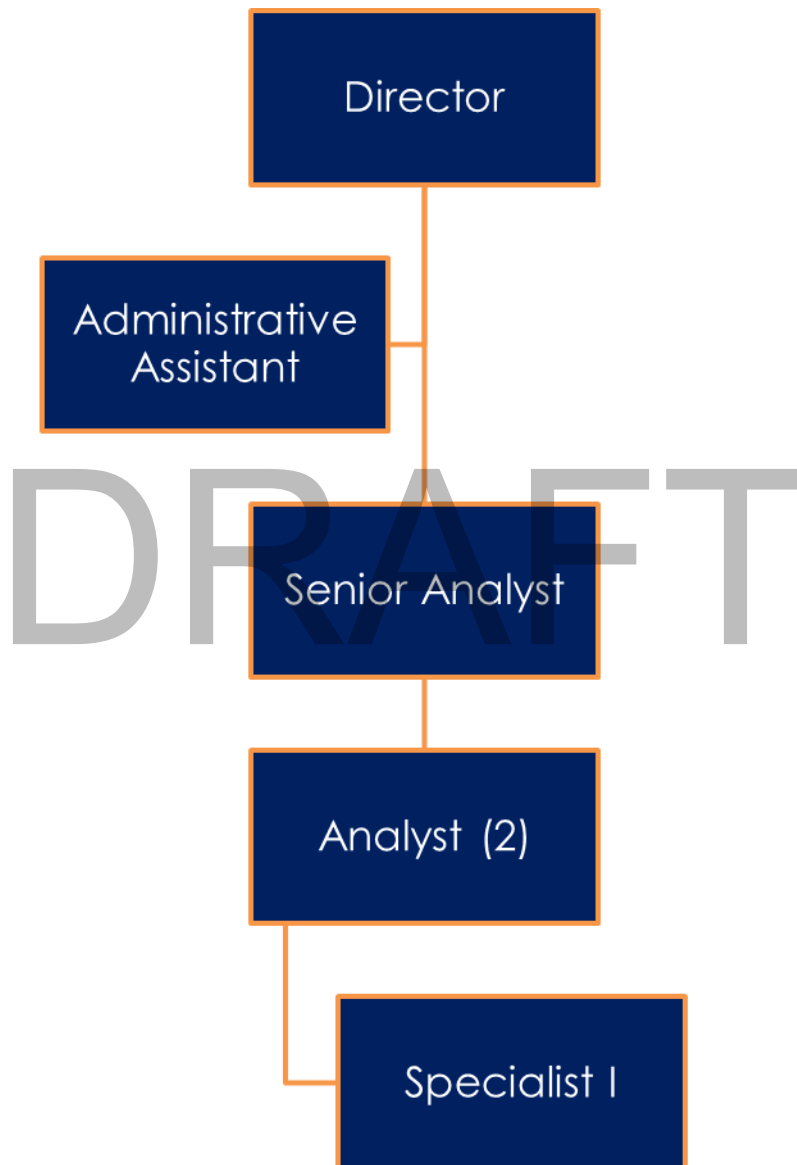 Director
Administrative
Assistant
DRAFT
Senior Analyst
Analyst (2)
Specialist I